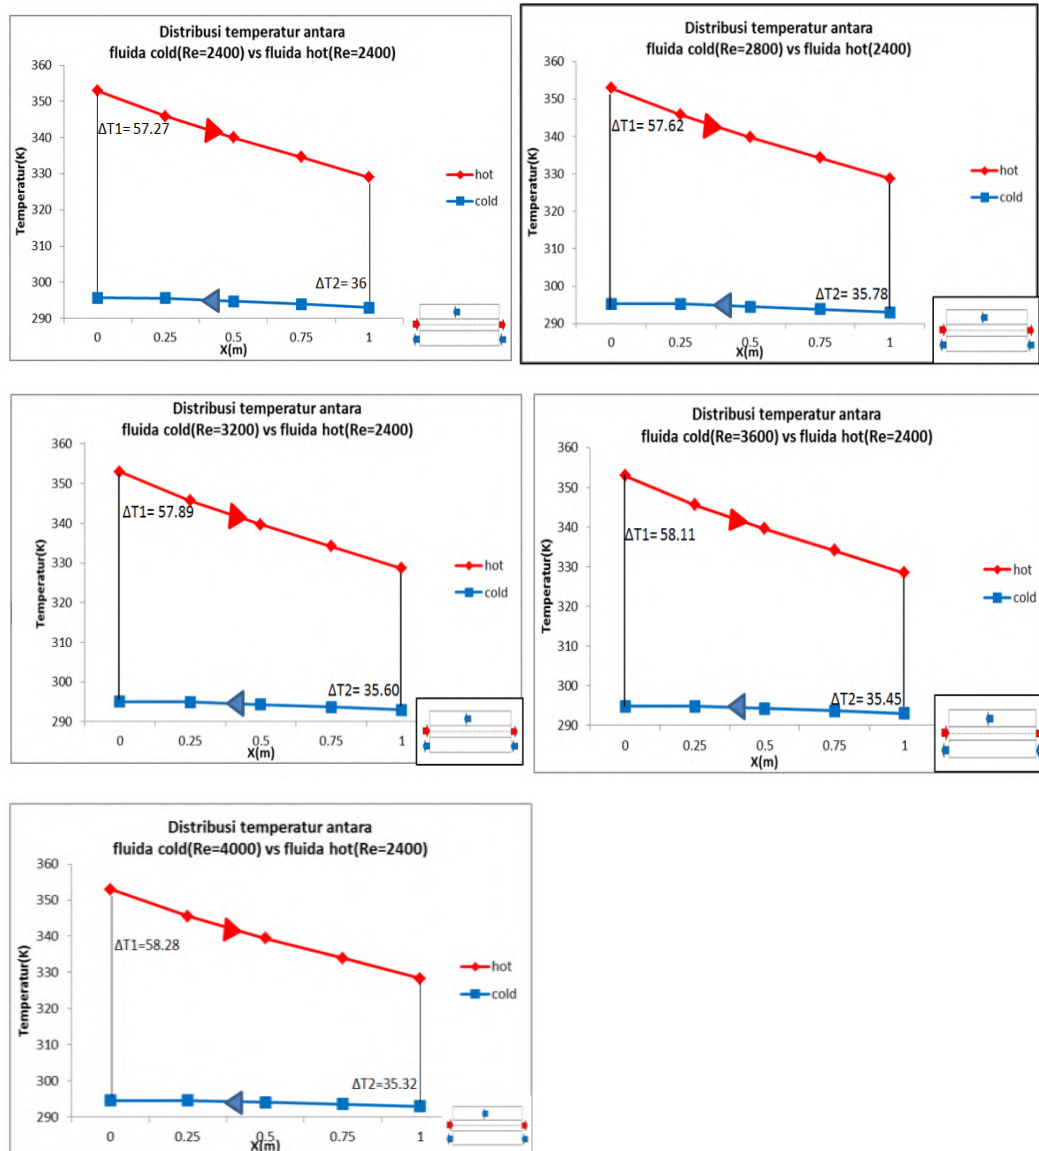 Distribusi temperatur antara
fluida cold(Re=2400) vs fluida hot(Re=2400)
360
350
340
330
320
310
300
290
Temperatur(K)
ΔT1= 57.27
ΔT2= 36
hot
cold
0 0.25 0.5 0.75 1
X(m)
Distribusi temperatur antara
fluida cold(Re=2800) vs fluida hot(2400)
360
350
340
330
320
310
300
290
Temperatur(K)
ΔT1= 57.62
ΔT2= 35.78
hot
cold
0 0.25 0.5 0.75 1
X(m)
Distribusi temperatur antara
fluida cold(Re=3200) vs fluida hot(Re=2400)
360
350
340
330
320
310
300
290
Temperatur(K)
ΔT1= 57.89
ΔT2= 35.60
hot
cold
0 0.25 0.5 0.75 1
X(m)
Distribusi temperatur antara
fluida cold(Re=3600) vs fluida hot(Re=2400)
360
350
340
330
320
310
300
290
Temperatur(K)
ΔT1= 58.11
ΔT2= 35.45
hot
cold
0 0.25 0.5 0.75 1
X(m)
Distribusi temperatur antara
fluida cold(Re=4000) vs fluida hot(Re=2400)
360
350
340
330
320
310
300
290
Temperatur(K)
ΔT1=58.28
ΔT2=35.32
hot
cold
0 0.25 0.5 0.75 1
X(m)